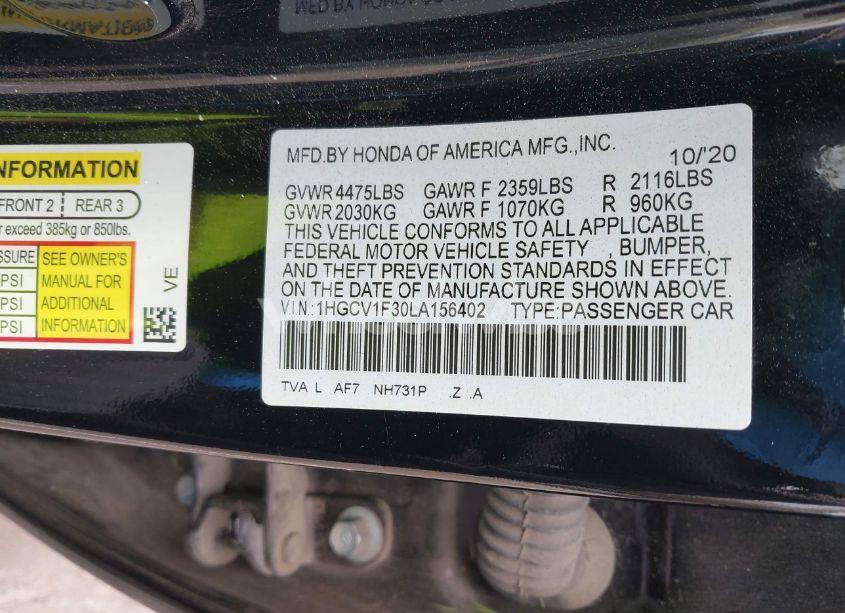 MFD.BY HONDA OF AMERICA MFG.,INC. 10/'20
GVWR 4475LBS GAWR F 2359LBS R 2116LBS
GVWR 2030KG GAWR F 1070KG R 960KG
THIS VEHICLE CONFORMS TO ALL APPLICABLE
FEDERAL MOTOR VEHICLE SAFETY , BUMPER,
AND THEFT PREVENTION STANDARDS IN EFFECT
ON THE DATE OF MANUFACTURE SHOWN ABOVE.
VIN:1HGCV1F30LA156402 TYPE:PASSENGER CAR
TVA L AF7 NH731P .Z .A
INFORMATION
FRONT 2 REAR 3
exceed 385kg or 850lbs.
SEE OWNER'S
PSI MANUAL FOR
PSI ADDITIONAL
PSI INFORMATION
VE